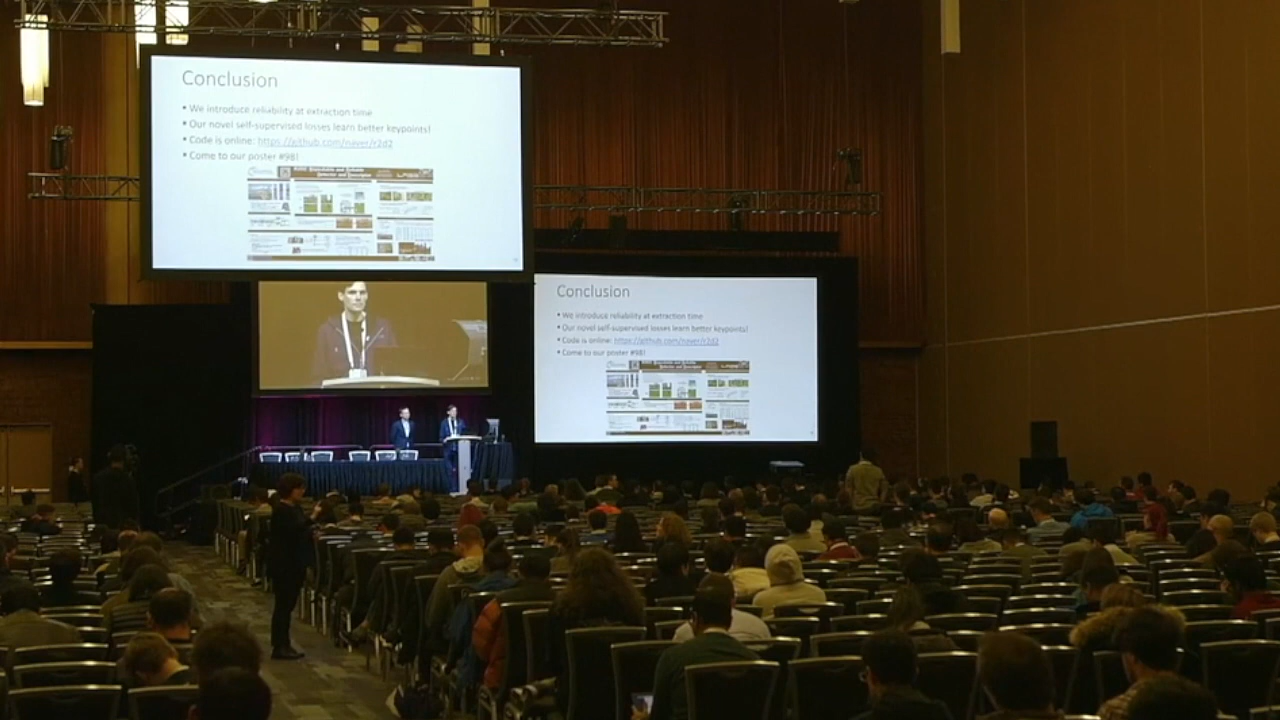 Conclusion
▪ We introduce reliability at extraction time
▪ Our novel self-supervised losses learn better keypoints!
▪ Code is online: https://github.com/naver/r2d2
▪ Come to our poster #98!
Conclusion
▪ We introduce reliability at extraction time
▪ Our novel self-supervised losses learn better keypoints!
▪ Code is online: https://github.com/naver/r2d2
▪ Come to our poster #98!